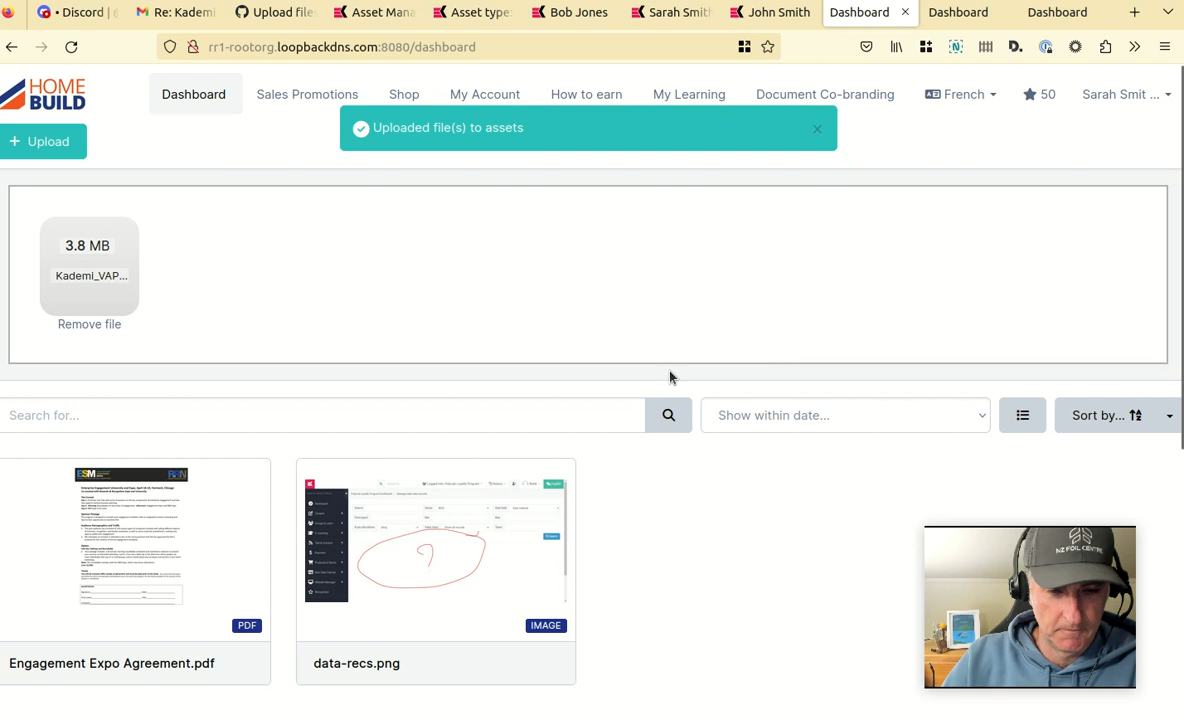 • Discord | (
Re: Kademi
Upload file
Asset Mana
Asset type:
Bob Jones
Sarah Smith
John Smith
Dashboard
Dashboard
Dashboard
rr1-rootorg.loopbackdns.com:8080/dashboard
HOME
BUILD
Dashboard
Sales Promotions
Shop
My Account
How to earn
My Learning
Document Co-branding
French
50
Sarah Smit ...
Uploaded file(s) to assets
+ Upload
3.8 MB
Kademi_VAP...
Remove file
Search for...
Show within date...
Sort by...
ESM
PDF
?
IMAGE
Engagement Expo Agreement.pdf
data-recs.png
NZ FOIL CENTRE